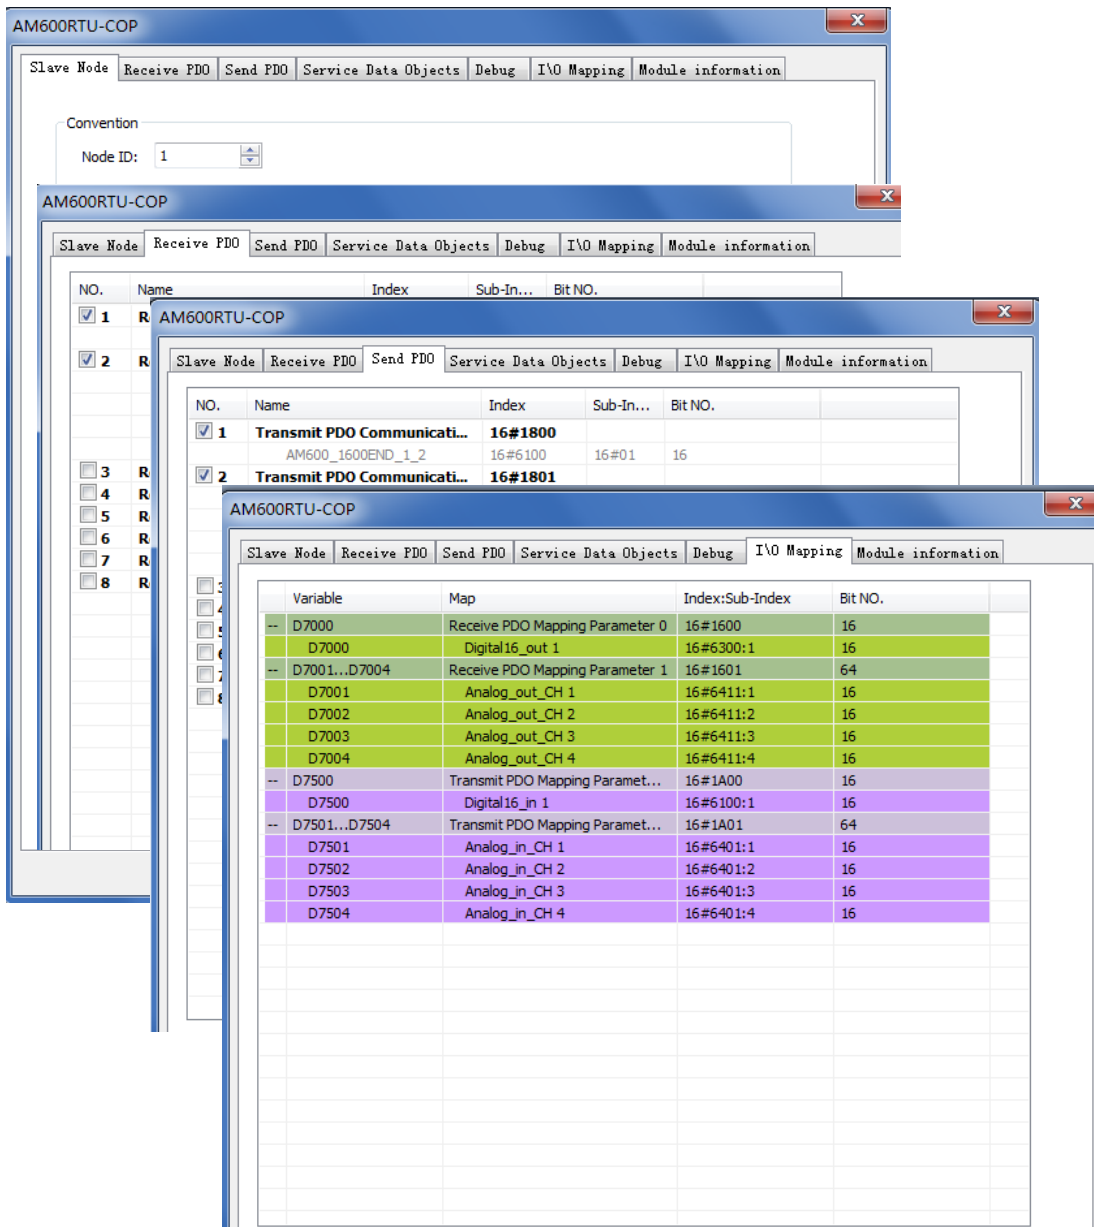 AM600RTU-COP
Slave Node Receive PDO Send PDO Service Data Objects Debug I\O Mapping Module information
Convention
Node ID: 1
AM600RTU-COP
Slave Node Receive PDO Send PDO Service Data Objects Debug I\O Mapping Module information
NO. Name Index Sub-In... Bit NO.
1 R
2 R
3 R
4 R
5 R
6 R
7 R
8 R
AM600RTU-COP
Slave Node Receive PDO Send PDO Service Data Objects Debug I\O Mapping Module information
NO. Name Index Sub-In... Bit NO.
1 Transmit PDO Communicati... 16#1800
AM600_1600END_1_2 16#6100 16#01 16
2 Transmit PDO Communicati... 16#1801
AM600RTU-COP
Slave Node Receive PDO Send PDO Service Data Objects Debug I\O Mapping Module information
Variable Map Index:Sub-Index Bit NO.
-- D7000 Receive PDO Mapping Parameter 0 16#1600 16
D7000 Digital16_out 1 16#6300:1 16
-- D7001...D7004 Receive PDO Mapping Parameter 1 16#1601 64
D7001 Analog_out_CH 1 16#6411:1 16
D7002 Analog_out_CH 2 16#6411:2 16
D7003 Analog_out_CH 3 16#6411:3 16
D7004 Analog_out_CH 4 16#6411:4 16
-- D7500 Transmit PDO Mapping Paramet... 16#1A00 16
D7500 Digital16_in 1 16#6100:1 16
-- D7501...D7504 Transmit PDO Mapping Paramet... 16#1A01 64
D7501 Analog_in_CH 1 16#6401:1 16
D7502 Analog_in_CH 2 16#6401:2 16
D7503 Analog_in_CH 3 16#6401:3 16
D7504 Analog_in_CH 4 16#6401:4 16